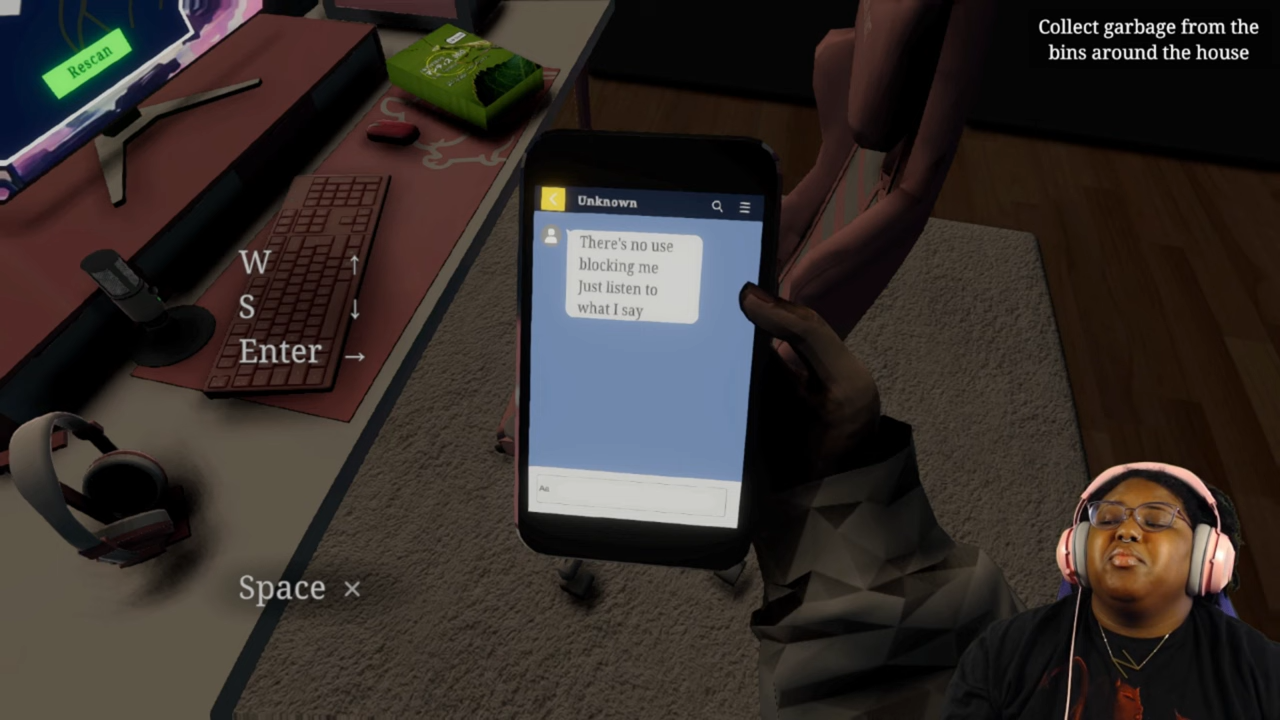 Rescan
Collect garbage from the
bins around the house
Unknown
There's no use
blocking me
Just listen to
what I say
W ↑
S ↓
Enter →
Aa
Space ×